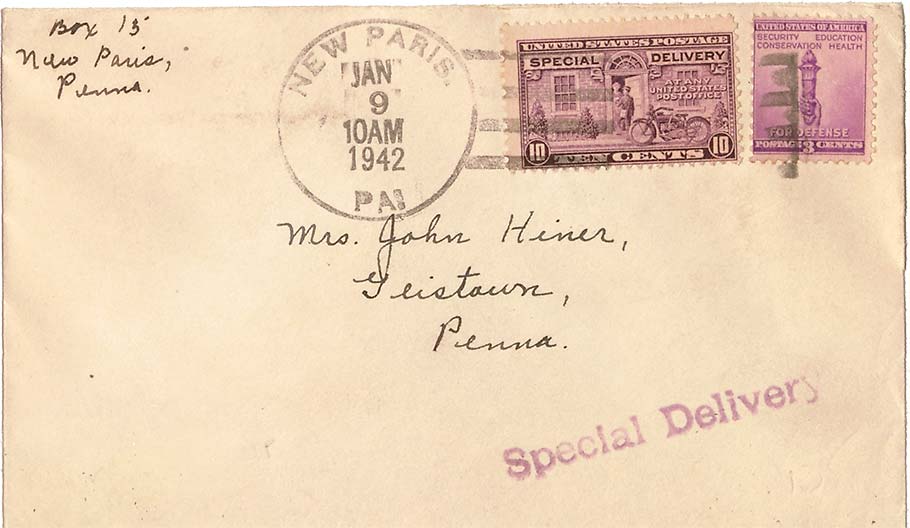 Box 15
New Paris,
Penna.
NEW PARIS.
JAN
9
10AM
1942
PA.
UNITED STATES POSTAGE
SPECIAL DELIVERY
AT ANY
UNITED STATES
POST OFFICE
10 TEN CENTS 10
UNITED STATES OF AMERICA
SECURITY EDUCATION
CONSERVATION HEALTH
FOR DEFENSE
POSTAGE 3 CENTS
Mrs. John Hiner,
Geistown,
Penna.
Special Delivery